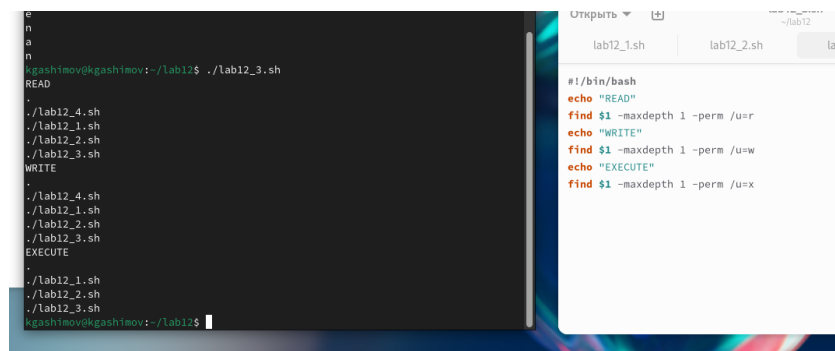 e
n
a
n
kgashimov@kgashimov:~/lab12$ ./lab12_3.sh
READ
.
./lab12_4.sh
./lab12_1.sh
./lab12_2.sh
./lab12_3.sh
WRITE
.
./lab12_4.sh
./lab12_1.sh
./lab12_2.sh
./lab12_3.sh
EXECUTE
.
./lab12_1.sh
./lab12_2.sh
./lab12_3.sh
kgashimov@kgashimov:~/lab12$
Открыть
~/lab12
lab12_1.sh lab12_2.sh la
#!/bin/bash
echo "READ"
find $1 -maxdepth 1 -perm /u=r
echo "WRITE"
find $1 -maxdepth 1 -perm /u=w
echo "EXECUTE"
find $1 -maxdepth 1 -perm /u=x